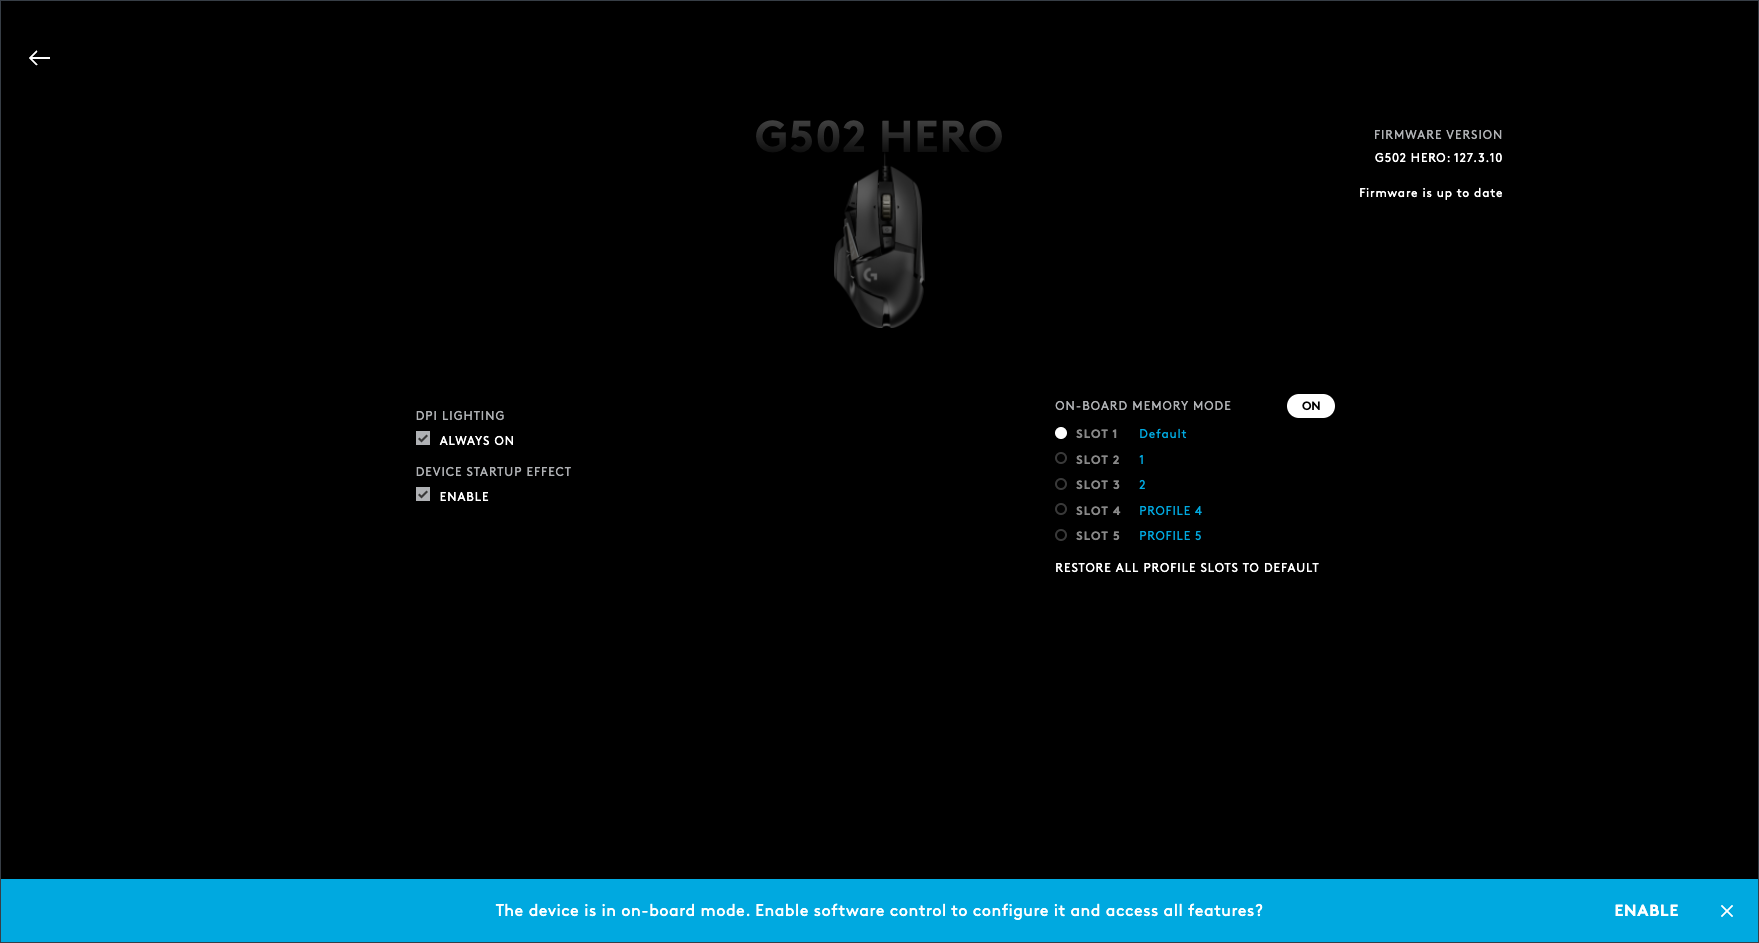 G502 HERO
FIRMWARE VERSION
G502 HERO: 127.3.10
Firmware is up to date
DPI LIGHTING
ALWAYS ON
DEVICE STARTUP EFFECT
ENABLE
ON-BOARD MEMORY MODE ON
SLOT 1 Default
SLOT 2 1
SLOT 3 2
SLOT 4 PROFILE 4
SLOT 5 PROFILE 5
RESTORE ALL PROFILE SLOTS TO DEFAULT
The device is in on-board mode. Enable software control to configure it and access all features? ENABLE